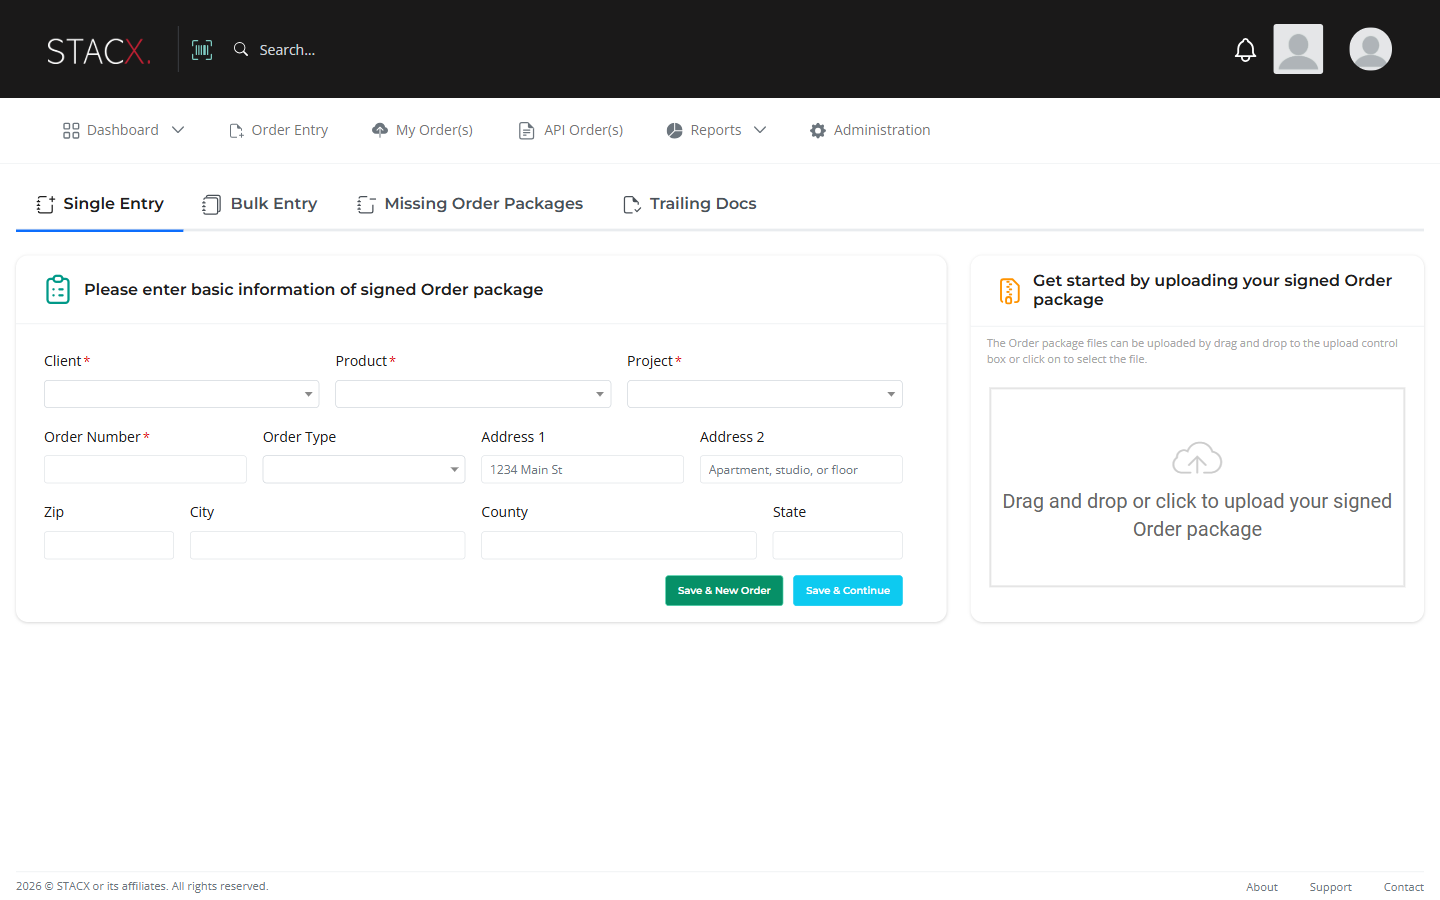 STACX.
Search...
Dashboard
Order Entry
My Order(s)
API Order(s)
Reports
Administration
Single Entry
Bulk Entry
Missing Order Packages
Trailing Docs
Please enter basic information of signed Order package
Client*
Product*
Project*
Order Number*
Order Type
Address 1
Address 2
1234 Main St
Apartment, studio, or floor
Zip
City
County
State
Save & New Order
Save & Continue
Get started by uploading your signed Order
package
The Order package files can be uploaded by drag and drop to the upload control
box or click on to select the file.
Drag and drop or click to upload your signed
Order package
2026 © STACX or its affiliates. All rights reserved.
About
Support
Contact